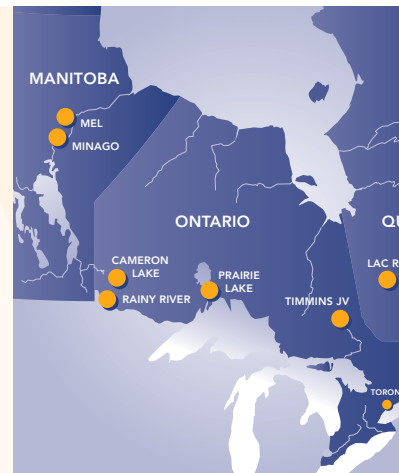 MANITOBA
MEL
MINAGO
ONTARIO
QU
CAMERON
LAKE
RAINY RIVER
PRAIRIE
LAKE
TIMMINS JV
LAC R
TORON